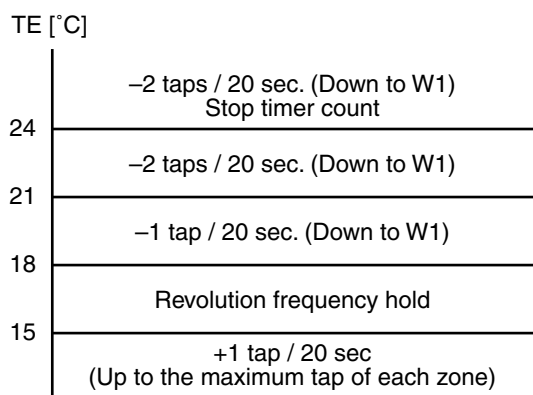 TE [˚C]
–2 taps / 20 sec. (Down to W1)
Stop timer count
24
–2 taps / 20 sec. (Down to W1)
21
–1 tap / 20 sec. (Down to W1)
18
Revolution frequency hold
15
+1 tap / 20 sec
(Up to the maximum tap of each zone)